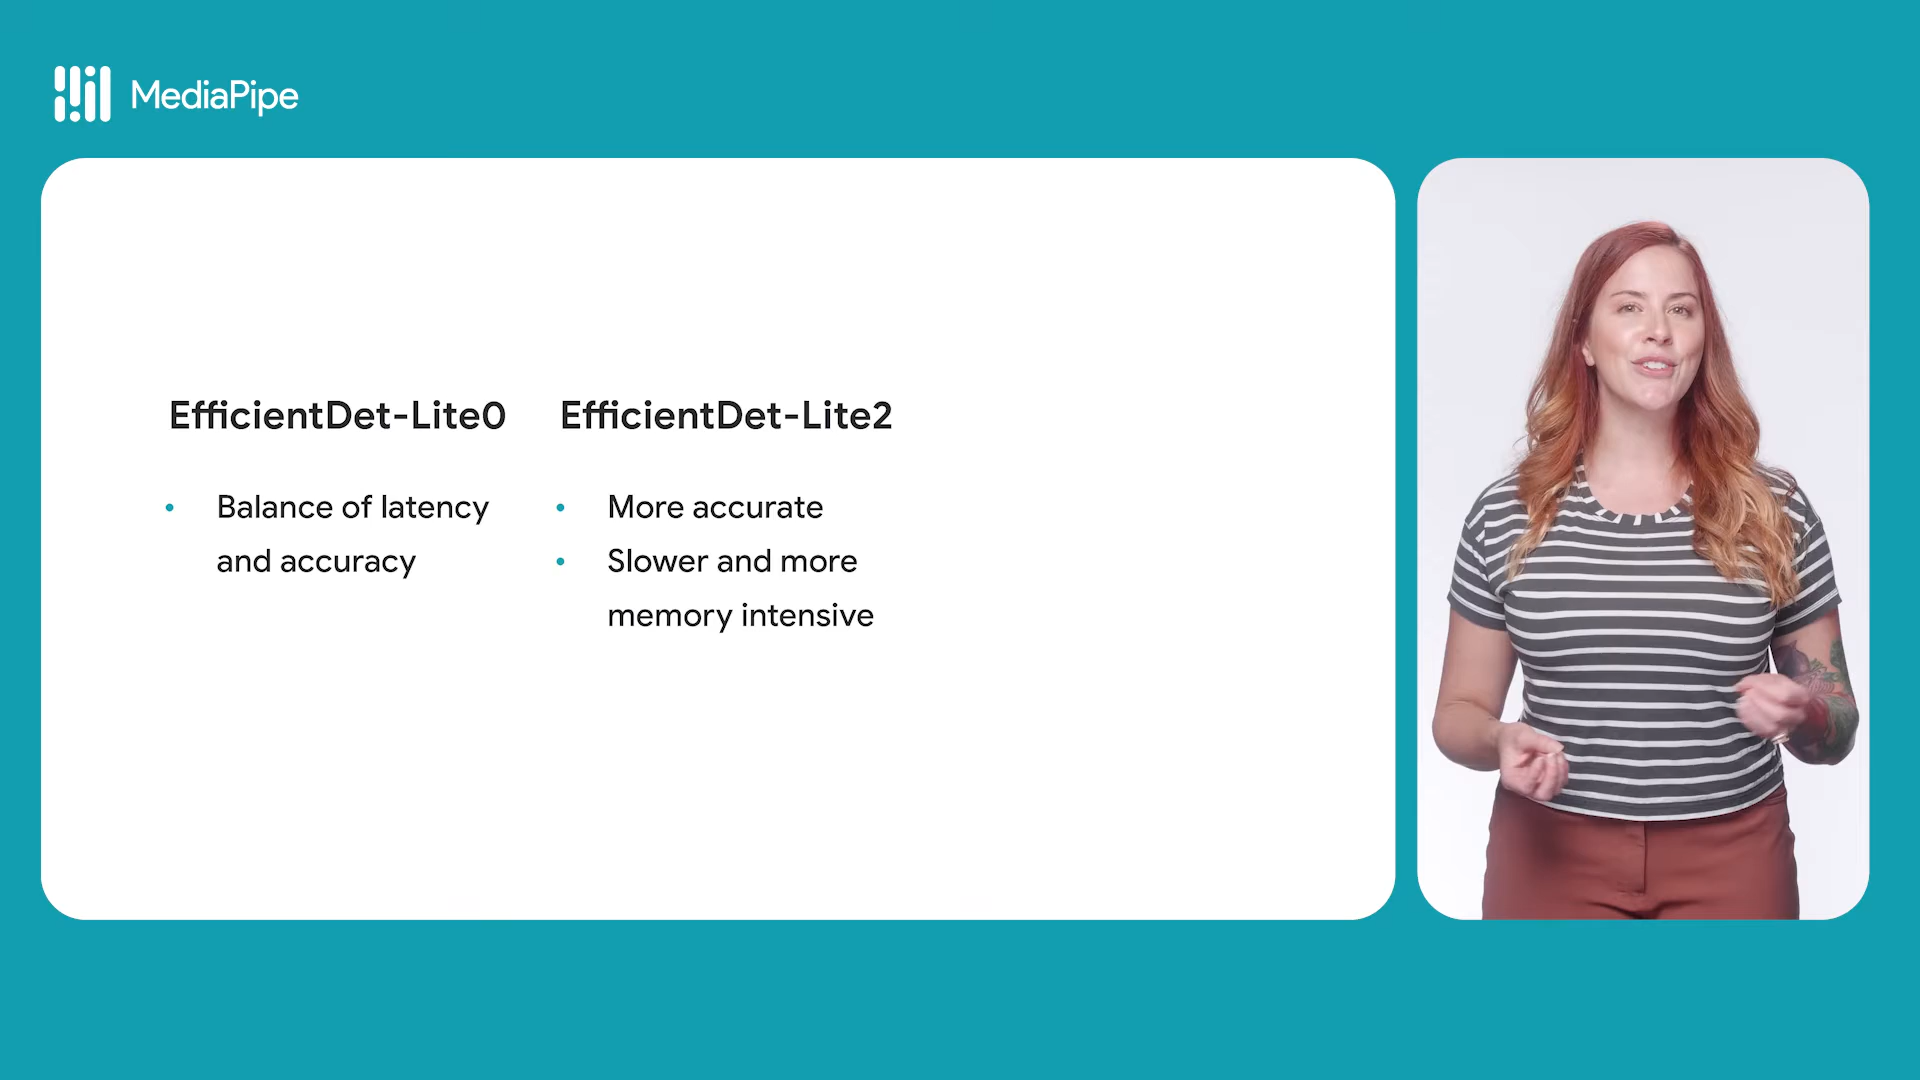 MediaPipe
EfficientDet-Lite0
• Balance of latency
and accuracy
EfficientDet-Lite2
• More accurate
• Slower and more
memory intensive